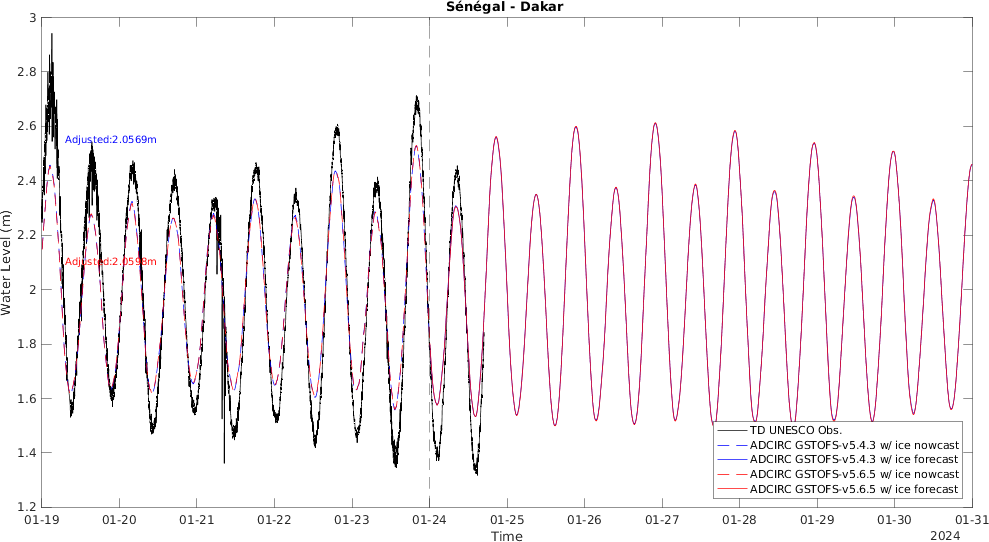 Sénégal - Dakar
Water Level (m)
3
2.8
2.6
2.4
2.2
2
1.8
1.6
1.4
1.2
Adjusted:2.0569m
Adjusted:2.0598m
TD UNESCO Obs.
ADCIRC GSTOFS-v5.4.3 w/ ice nowcast
ADCIRC GSTOFS-v5.4.3 w/ ice forecast
ADCIRC GSTOFS-v5.6.5 w/ ice nowcast
ADCIRC GSTOFS-v5.6.5 w/ ice forecast
01-19 01-20 01-21 01-22 01-23 01-24 01-25 01-26 01-27 01-28 01-29 01-30 01-31
Time
2024